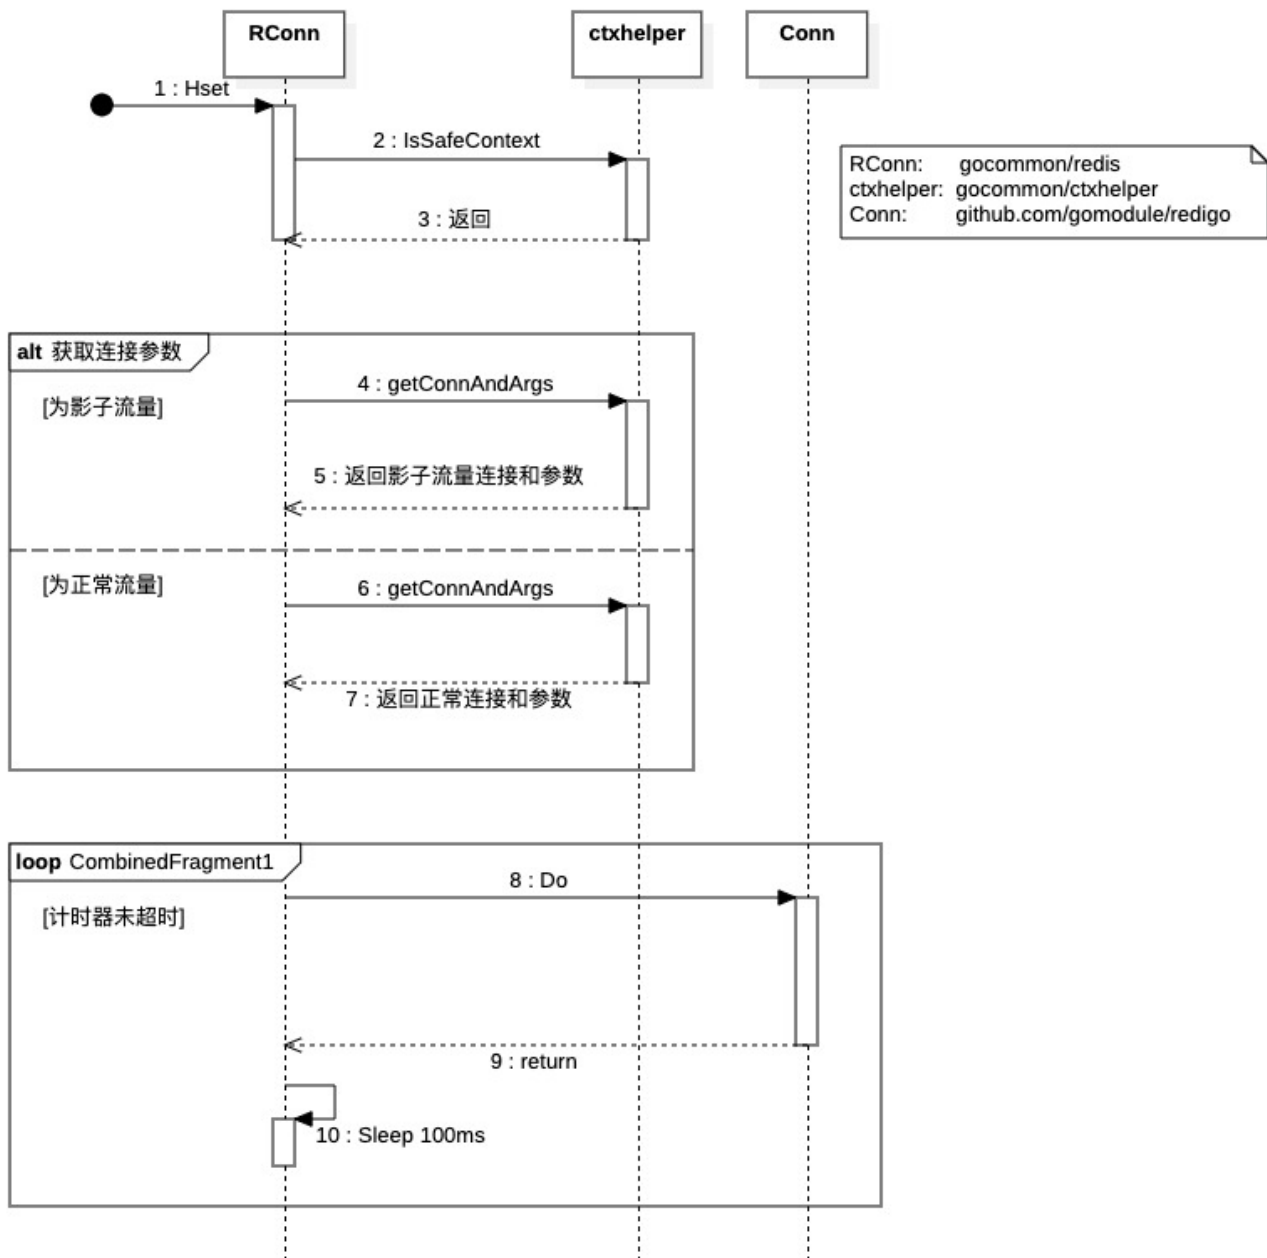 RConn
ctxhelper
Conn
1 : Hset
2 : IsSafeContext
3 : 返回
RConn: gocommon/redis
ctxhelper: gocommon/ctxhelper
Conn: github.com/gomodule/redigo
alt 获取连接参数
[为影子流量]
4 : getConnAndArgs
5 : 返回影子流量连接和参数
[为正常流量]
6 : getConnAndArgs
7 : 返回正常连接和参数
loop CombinedFragment1
[计时器未超时]
8 : Do
9 : return
10 : Sleep 100ms